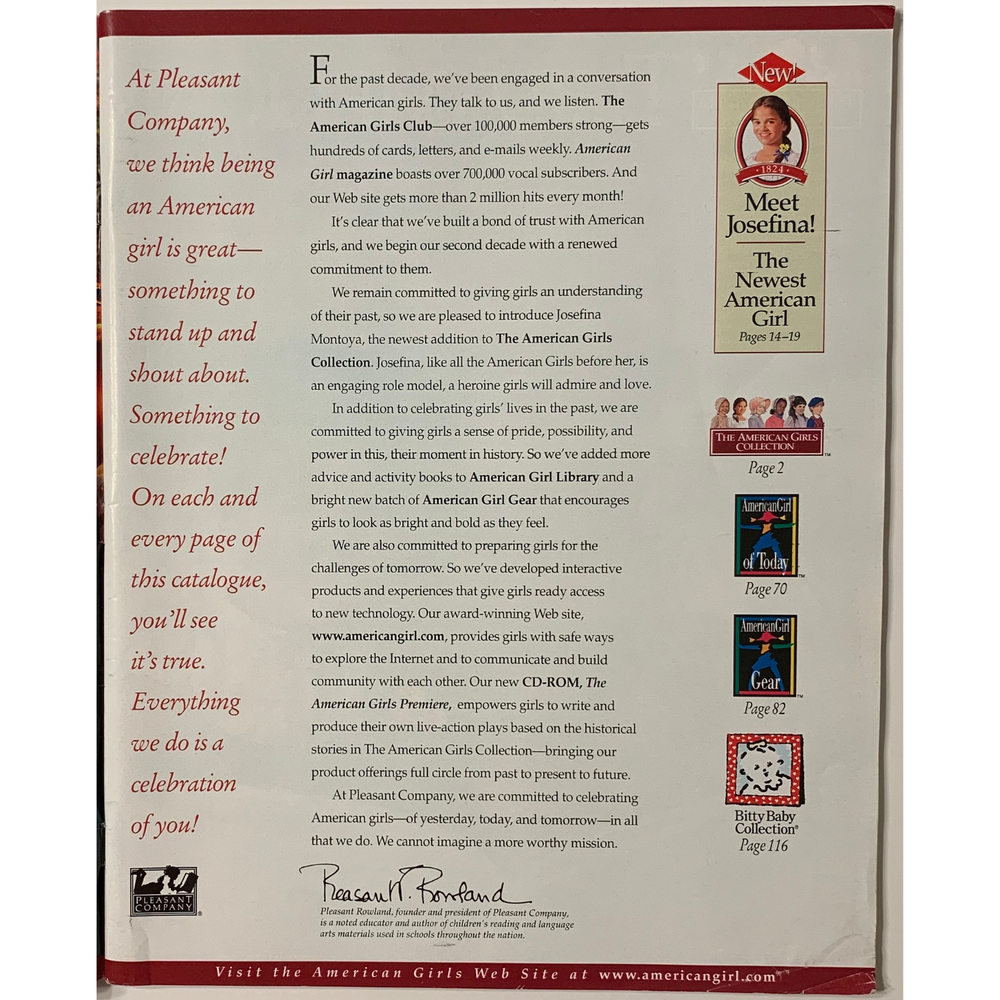 At Pleasant
Company,
we think being
an American
girl is great—
something to
stand up and
shout about.
Something to
celebrate!
On each and
every page of
this catalogue,
you'll see
it's true.
Everything
we do is a
celebration
of you!
PLEASANT
COMPANY®
For the past decade, we've been engaged in a conversation
with American girls. They talk to us, and we listen. The
American Girls Club—over 100,000 members strong—gets
hundreds of cards, letters, and e-mails weekly. American
Girl magazine boasts over 700,000 vocal subscribers. And
our Web site gets more than 2 million hits every month!
It's clear that we've built a bond of trust with American
girls, and we begin our second decade with a renewed
commitment to them.
We remain committed to giving girls an understanding
of their past, so we are pleased to introduce Josefina
Montoya, the newest addition to The American Girls
Collection. Josefina, like all the American Girls before her, is
an engaging role model, a heroine girls will admire and love.
In addition to celebrating girls' lives in the past, we are
committed to giving girls a sense of pride, possibility, and
power in this, their moment in history. So we've added more
advice and activity books to American Girl Library and a
bright new batch of American Girl Gear that encourages
girls to look as bright and bold as they feel.
We are also committed to preparing girls for the
challenges of tomorrow. So we've developed interactive
products and experiences that give girls ready access
to new technology. Our award-winning Web site,
www.americangirl.com, provides girls with safe ways
to explore the Internet and to communicate and build
community with each other. Our new CD-ROM, The
American Girls Premiere, empowers girls to write and
produce their own live-action plays based on the historical
stories in The American Girls Collection—bringing our
product offerings full circle from past to present to future.
At Pleasant Company, we are committed to celebrating
American girls—of yesterday, today, and tomorrow—in all
that we do. We cannot imagine a more worthy mission.
Pleasant T. Rowland
Pleasant Rowland, founder and president of Pleasant Company,
is a noted educator and author of children's reading and language
arts materials used in schools throughout the nation.
New!
·1824·
Meet
Josefina!
The
Newest
American
Girl
Pages 14–19
THE AMERICAN GIRLS
COLLECTION™
Page 2
AmericanGirl
of Today™
Page 70
AmericanGirl
Gear™
Page 82
Bitty Baby
Collection®
Page 116
Visit the American Girls Web Site at www.americangirl.com